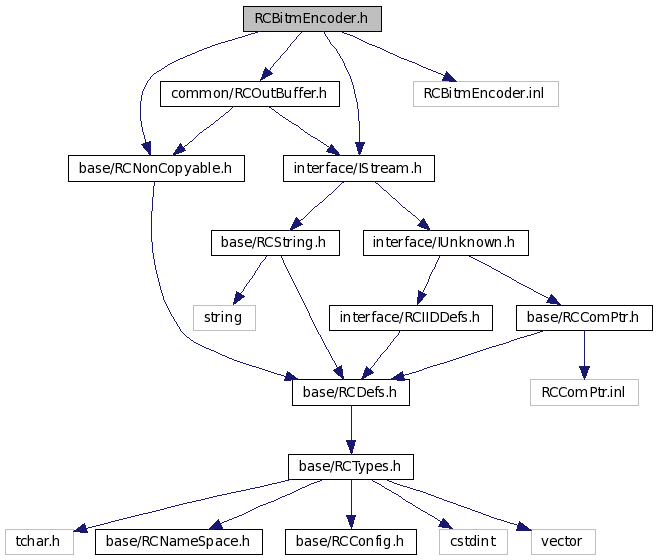 RCBitmEncoder.h
common/RCOutBuffer.h
RCBitmEncoder.inl
base/RCNonCopyable.h
interface/IStream.h
base/RCString.h
interface/IUnknown.h
string
interface/RCIIDDefs.h
base/RCComPtr.h
base/RCDefs.h
RCComPtr.inl
base/RCTypes.h
tchar.h
base/RCNameSpace.h
base/RCConfig.h
cstdint
vector